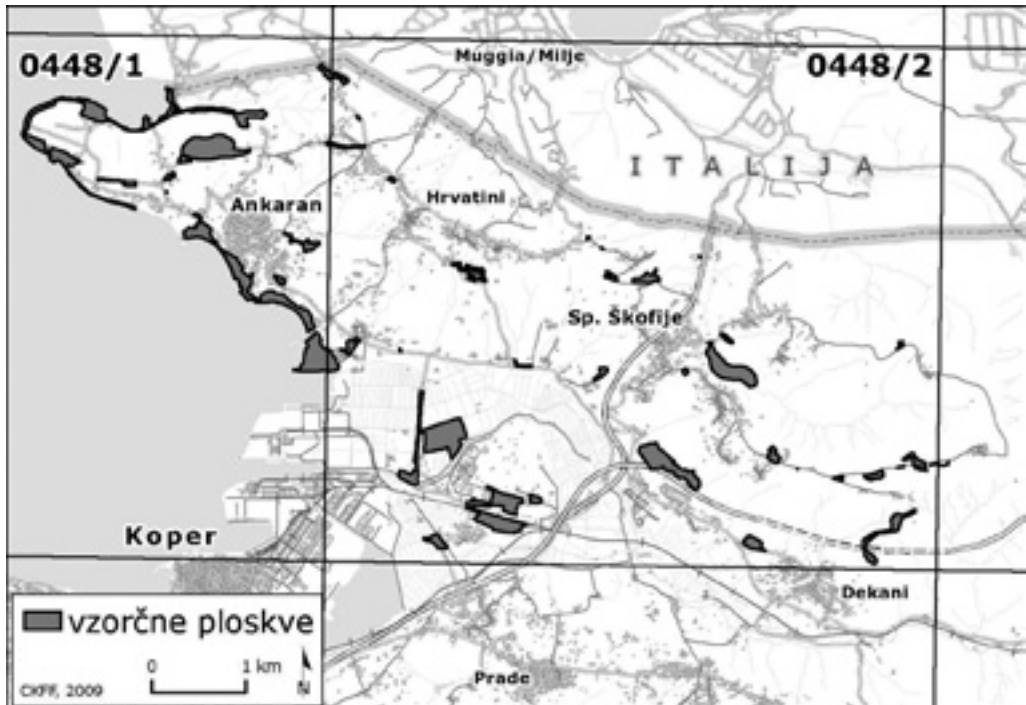 Muggia/Milje
0448/1
0448/2
ITALIJA
Ankaran
Hrvatini
Sp. Škofije
Koper
Dekani
Prade
vzorčne ploskve
0 1 km
CKFF, 2009
N